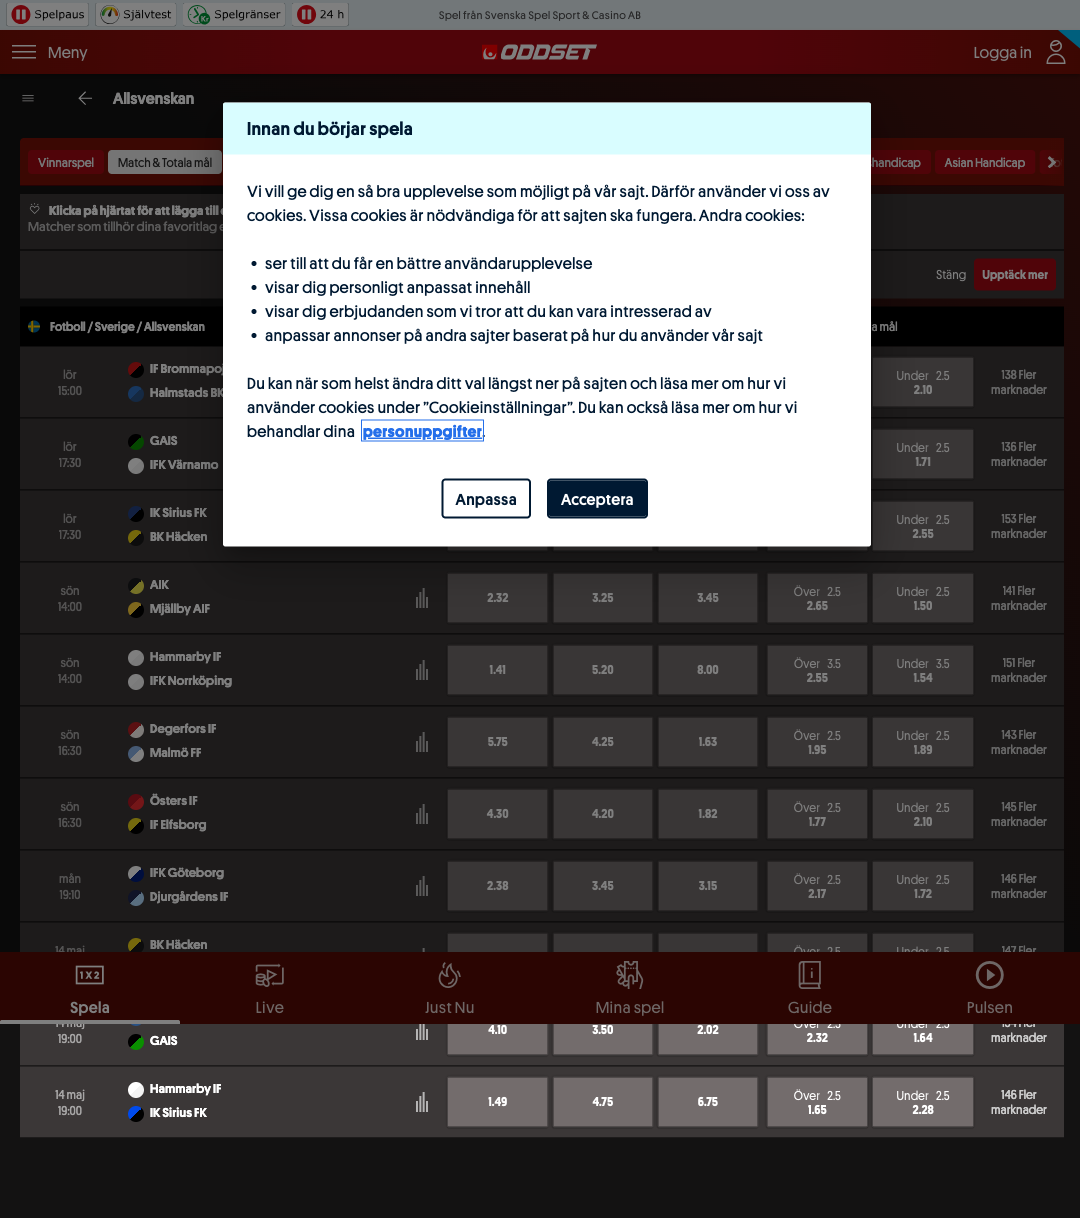 Spelpaus
Självtest
Spelgränser
24 h
Spel från Svenska Spel Sport & Casino AB
Meny
ODDSET
Logga in
Allsvenskan
Vinnarspel
Match & Totala mål
handicap
Asian Handicap
Klicka på hjärtat för att lägga till
Matcher som tillhör dina favoritlag
Stäng
Upptäck mer
Innan du börjar spela
Vi vill ge dig en så bra upplevelse som möjligt på vår sajt. Därför använder vi oss av
cookies. Vissa cookies är nödvändiga för att sajten ska fungera. Andra cookies:
• ser till att du får en bättre användarupplevelse
• visar dig personligt anpassat innehåll
• visar dig erbjudanden som vi tror att du kan vara intresserad av
• anpassar annonser på andra sajter baserat på hur du använder vår sajt
Du kan när som helst ändra ditt val längst ner på sajten och läsa mer om hur vi
använder cookies under ”Cookieinställningar”. Du kan också läsa mer om hur vi
behandlar dina personuppgifter.
Anpassa
Acceptera
Fotboll / Sverige / Allsvenskan
a mål
lör
15:00
IF Brommapoj
Halmstads BK
Under 2.5
2.10
138 Fler
marknader
lör
17:30
GAIS
IFK Värnamo
Under 2.5
1.71
136 Fler
marknader
lör
17:30
IK Sirius FK
BK Häcken
Under 2.5
2.55
153 Fler
marknader
sön
14:00
AIK
Mjällby AIF
2.32
3.25
3.45
Över 2.5
2.65
Under 2.5
1.50
141 Fler
marknader
sön
14:00
Hammarby IF
IFK Norrköping
1.41
5.20
8.00
Över 3.5
2.55
Under 3.5
1.54
151 Fler
marknader
sön
16:30
Degerfors IF
Malmö FF
5.75
4.25
1.63
Över 2.5
1.95
Under 2.5
1.89
143 Fler
marknader
sön
16:30
Östers IF
IF Elfsborg
4.30
4.20
1.82
Över 2.5
1.77
Under 2.5
2.10
145 Fler
marknader
mån
19:10
IFK Göteborg
Djurgårdens IF
2.38
3.45
3.15
Över 2.5
2.17
Under 2.5
1.72
146 Fler
marknader
14 maj
BK Häcken
Över 2.5
Under 2.5
147 Fler
1X2
Spela
Live
Just Nu
Mina spel
Guide
Pulsen
14 maj
19:00
GAIS
4.10
3.50
2.02
Över 2.5
2.32
Under 2.5
1.64
Fler
marknader
14 maj
19:00
Hammarby IF
IK Sirius FK
1.49
4.75
6.75
Över 2.5
1.65
Under 2.5
2.28
146 Fler
marknader